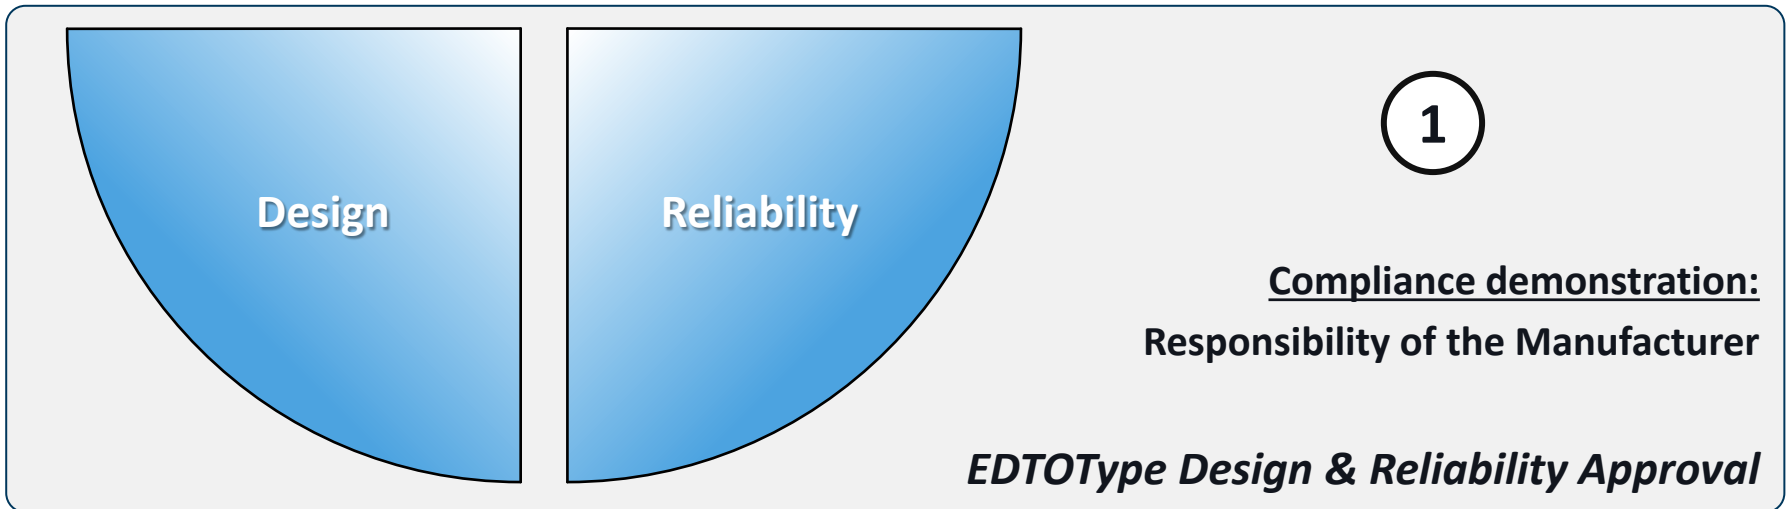 Design
Reliability
1
Compliance demonstration:
Responsibility of the Manufacturer
EDTOType Design & Reliability Approval